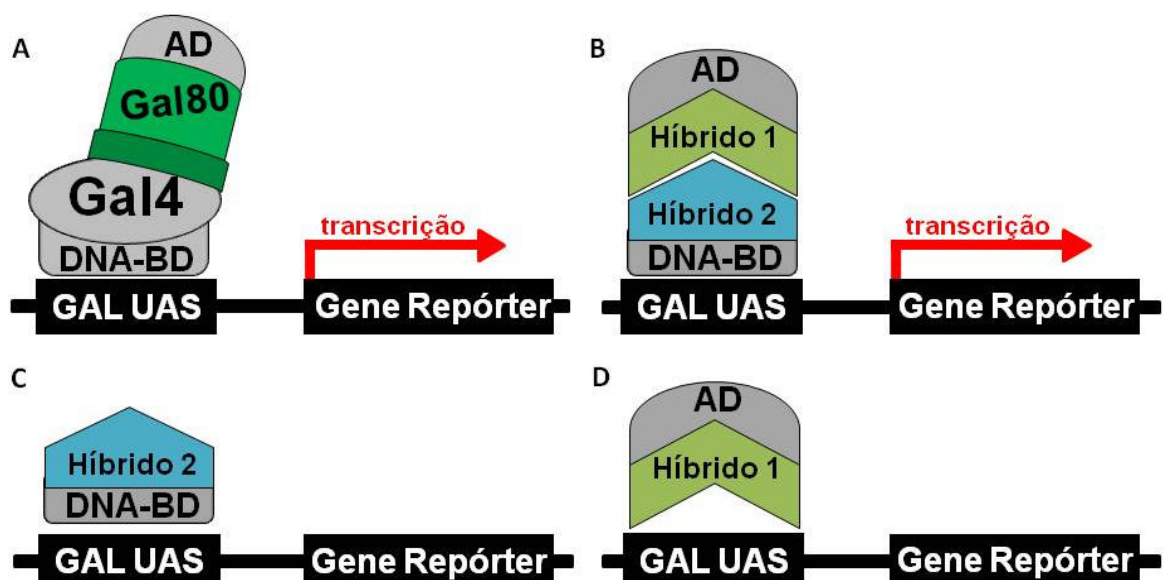 A
AD
Gal80
Gal4
DNA-BD
transcrição
GAL UAS
Gene Repórter
B
AD
Híbrido 1
Híbrido 2
DNA-BD
transcrição
GAL UAS
Gene Repórter
C
Híbrido 2
DNA-BD
GAL UAS
Gene Repórter
D
AD
Híbrido 1
GAL UAS
Gene Repórter